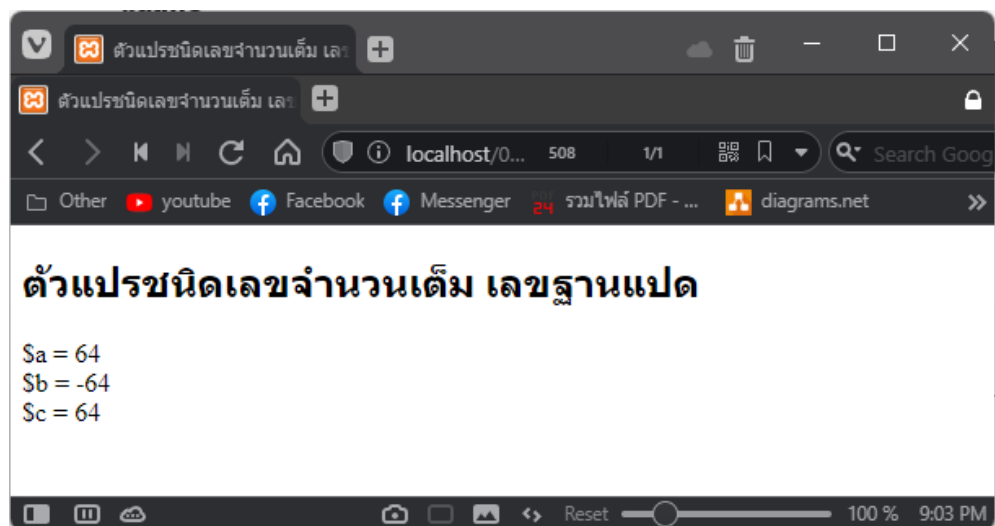 ตัวแปรชนิดเลขจำนวนเต็ม เลข
ตัวแปรชนิดเลขจำนวนเต็ม เลข
localhost/0... 508 1/1 Search Goog
Other youtube Facebook Messenger 24 รวมไฟล์ PDF - ... diagrams.net
ตัวแปรชนิดเลขจำนวนเต็ม เลขฐานแปด
$a = 64
$b = -64
$c = 64
Reset 100 % 9:03 PM